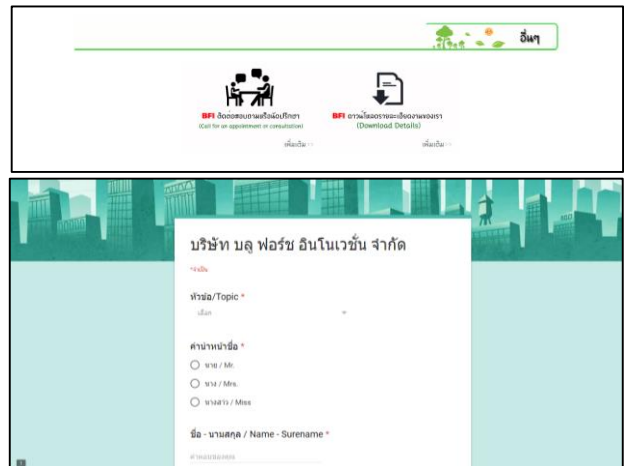 อื่นๆ
BFI ติดต่อสอบถามหรือนัดปรึกษา
(Call for an appointment or consultation)
เพิ่มเติม
BFI ดาวน์โหลดรายละเอียดงานของเรา
(Download Details)
เพิ่มเติม
บริษัท บลู ฟอร์ช อินโนเวชั่น จำกัด
*จำเป็น
หัวข้อ/Topic *
เลือก
คำนำหน้าชื่อ *
นาย / Mr.
นาง / Mrs.
นางสาว / Miss
ชื่อ - นามสกุล / Name - Surename *
คำตอบของคุณ